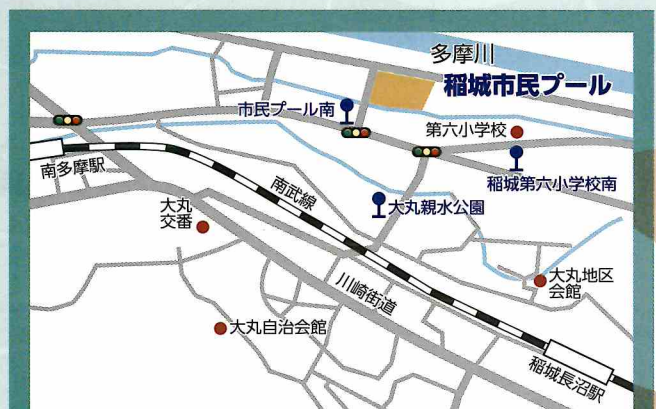 多摩川
稲城市民プール
市民プール南
第六小学校
南多摩駅
稲城第六小学校南
南武線
大丸
交番
大丸親水公園
川崎街道
大丸地区
会館
大丸自治会館
稲城長沼駅